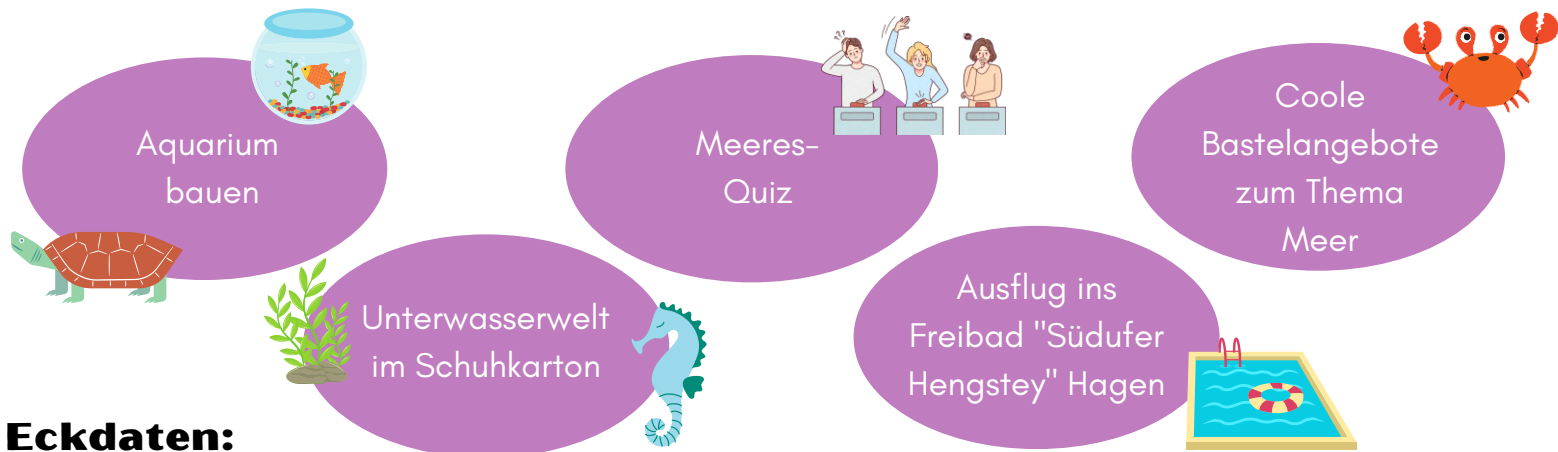 Aquarium
bauen
Unterwasserwelt
im Schuhkarton
Meeres-
Quiz
Ausflug ins
Freibad "Südufer
Hengstey" Hagen
Coole
Bastelangebote
zum Thema
Meer
Eckdaten: